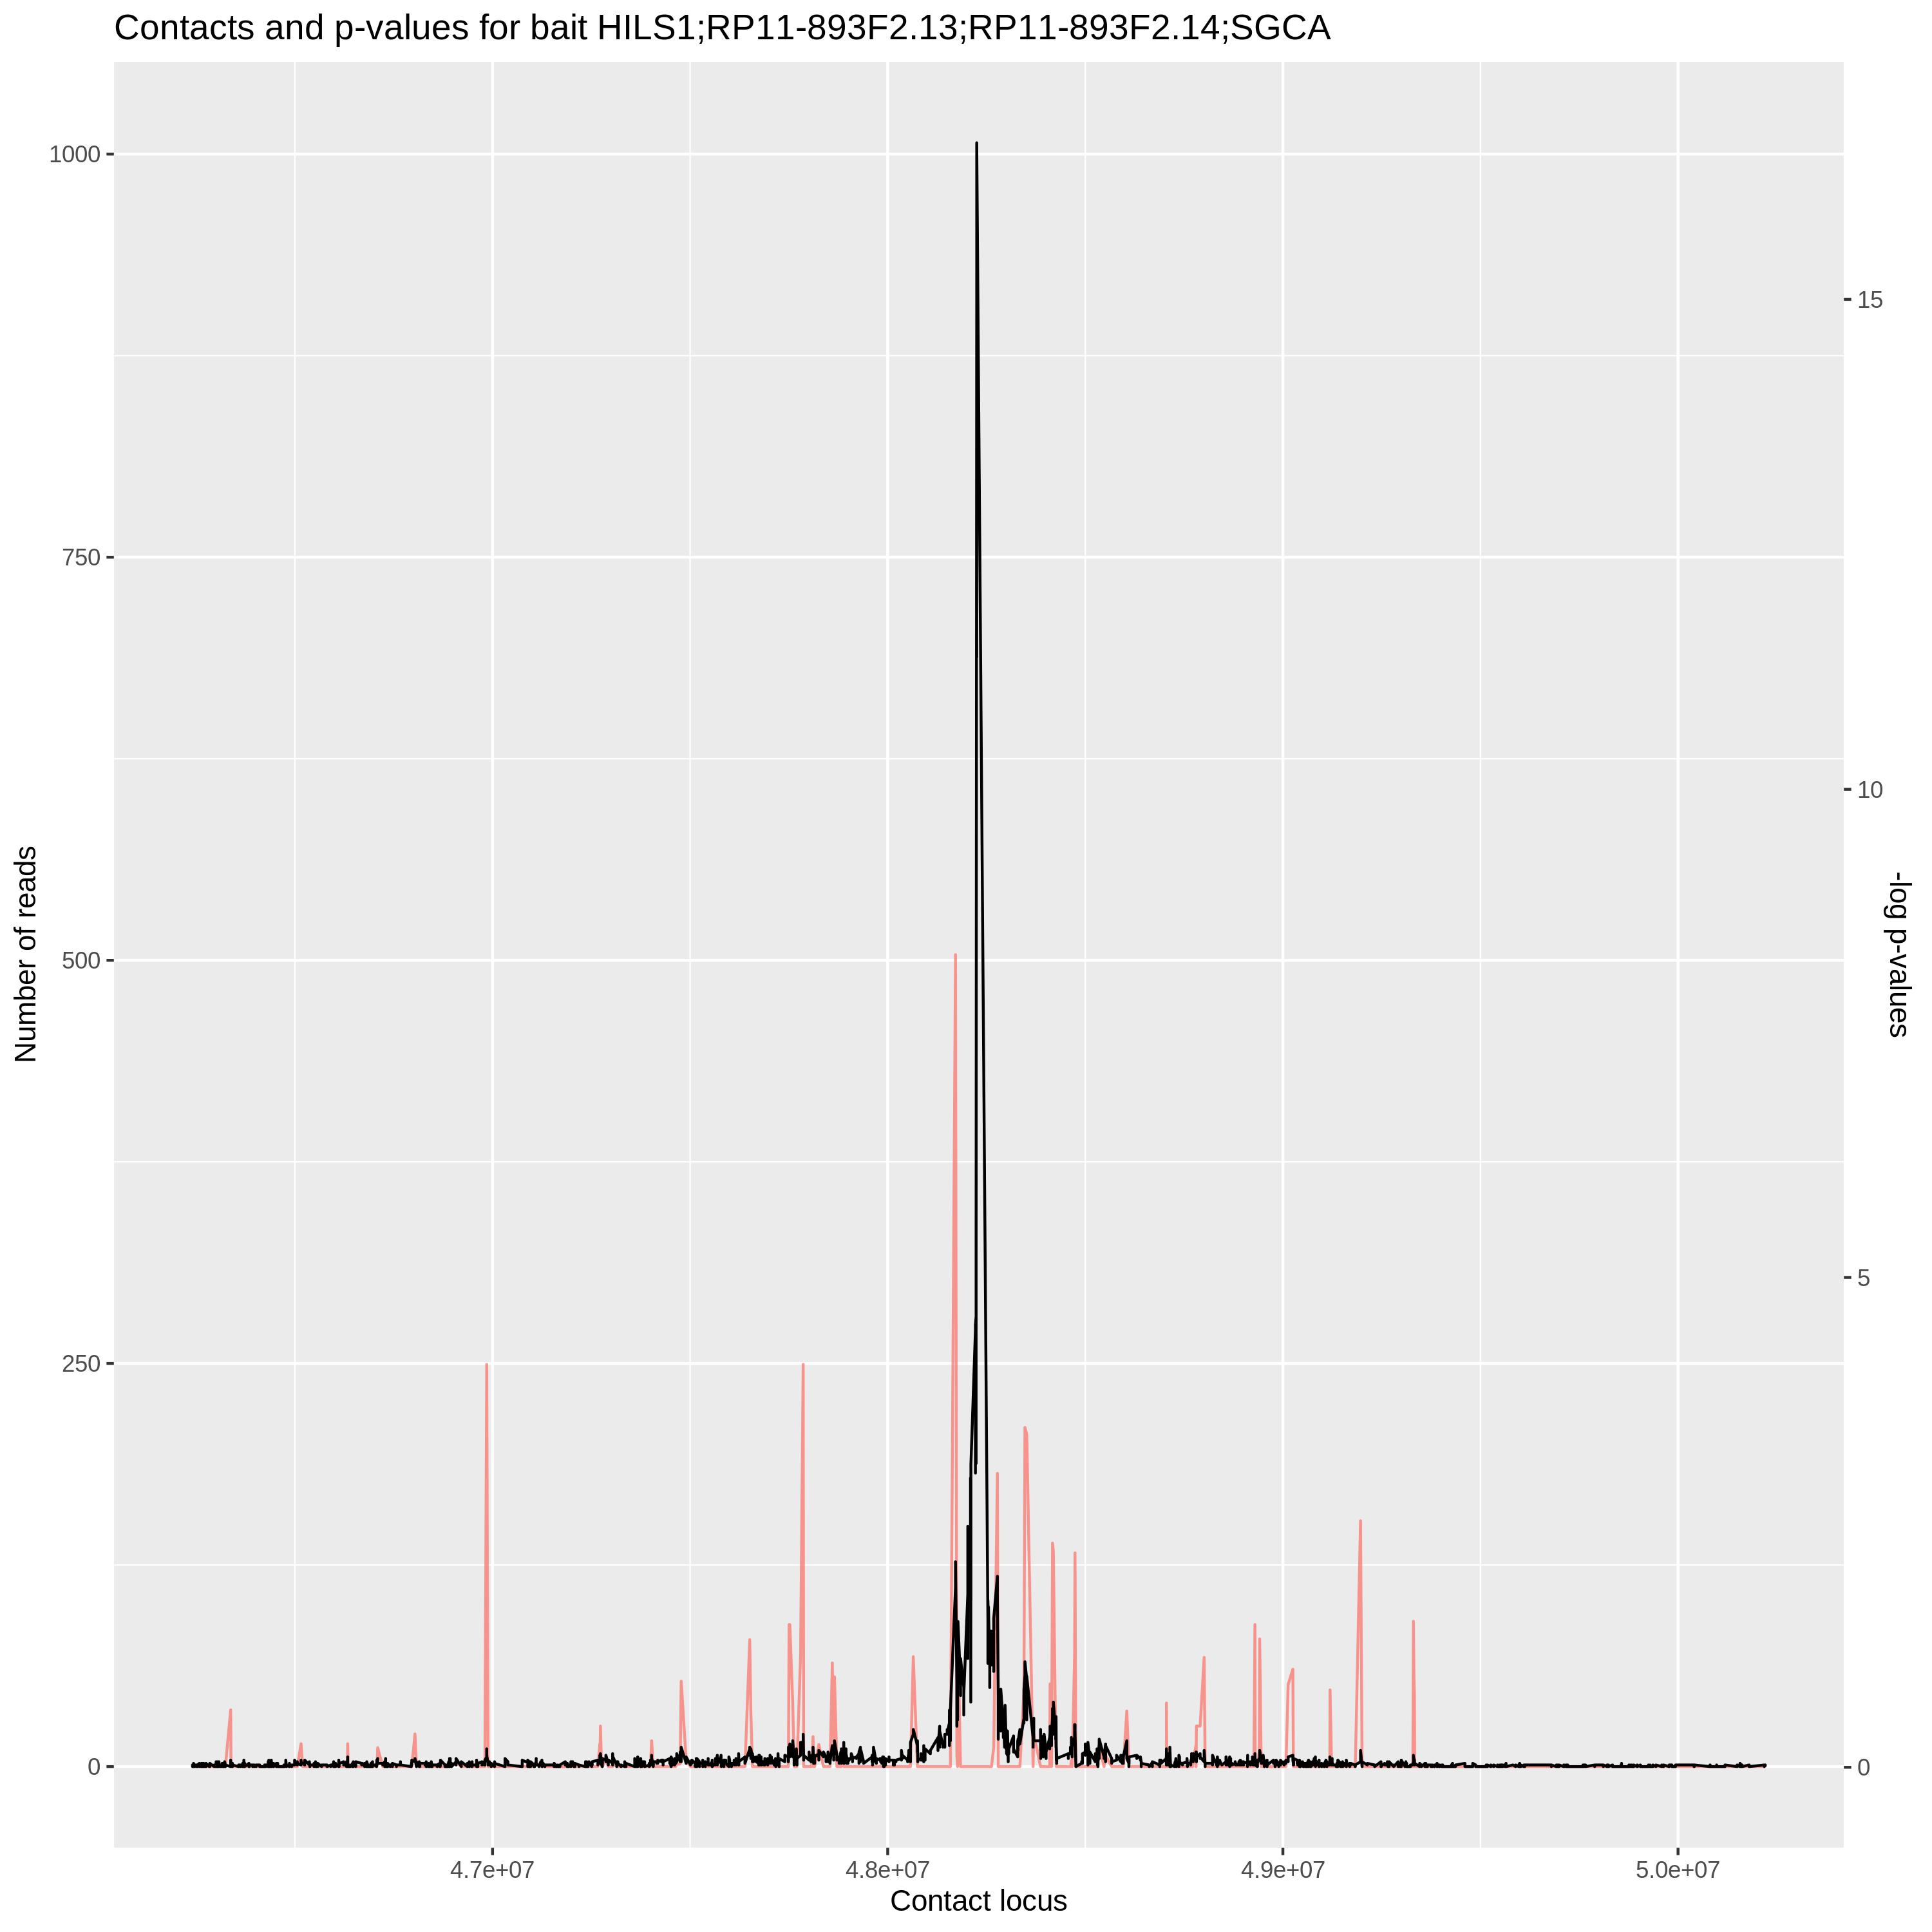 Contacts and p-values for bait HILS1;RP11-893F2.13;RP11-893F2.14;SGCA
1000
750
500
250
0
Number of reads
15
10
5
0
-log p-values
4.7e+07
4.8e+07
4.9e+07
5.0e+07
Contact locus